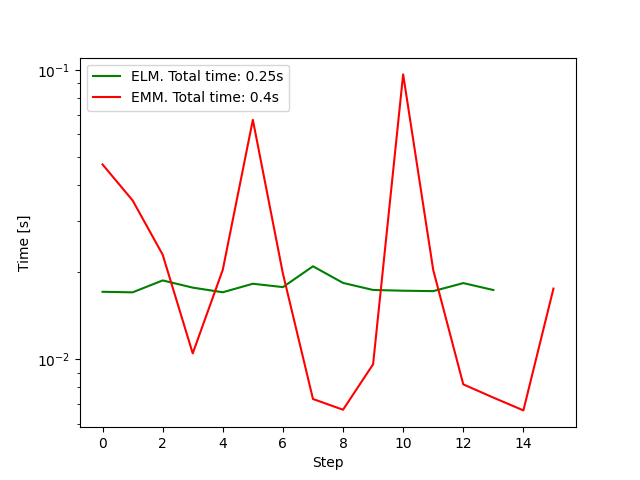 ELM. Total time: 0.25s
EMM. Total time: 0.4s
10⁻¹
10⁻²
Time [s]
0 2 4 6 8 10 12 14
Step